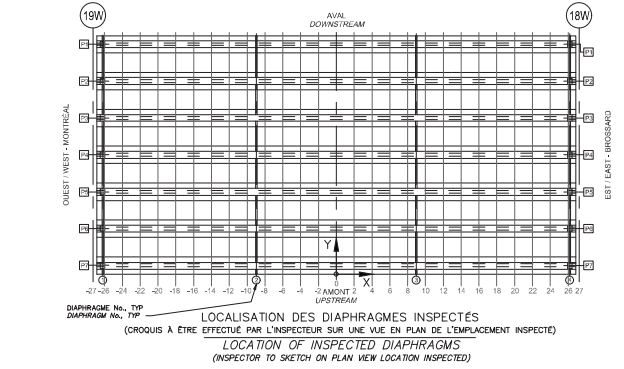 19W
18W
AVAL
DOWNSTREAM
P1
P1
P2
P2
P3
P3
P4
P4
P5
P5
P6
P6
P7
P7
OUEST / WEST - MONTRÉAL
EST / EAST - BROSSARD
Y
X
2
3
-27 -26 -24 -22 -20 -18 -16 -14 -12 -10 -8 -6 -4 -2 0 2 4 6 8 10 12 14 16 18 20 22 24 26 27
AMONT
UPSTREAM
DIAPHRAGME No., TYP
DIAPHRAGM No., TYP
LOCALISATION DES DIAPHRAGMES INSPECTÉS
(CROQUIS À ÊTRE EFFECTUÉ PAR L'INSPECTEUR SUR UNE VUE EN PLAN DE L'EMPLACEMENT INSPECTÉ)
LOCATION OF INSPECTED DIAPHRAGMS
(INSPECTOR TO SKETCH ON PLAN VIEW LOCATION INSPECTED)